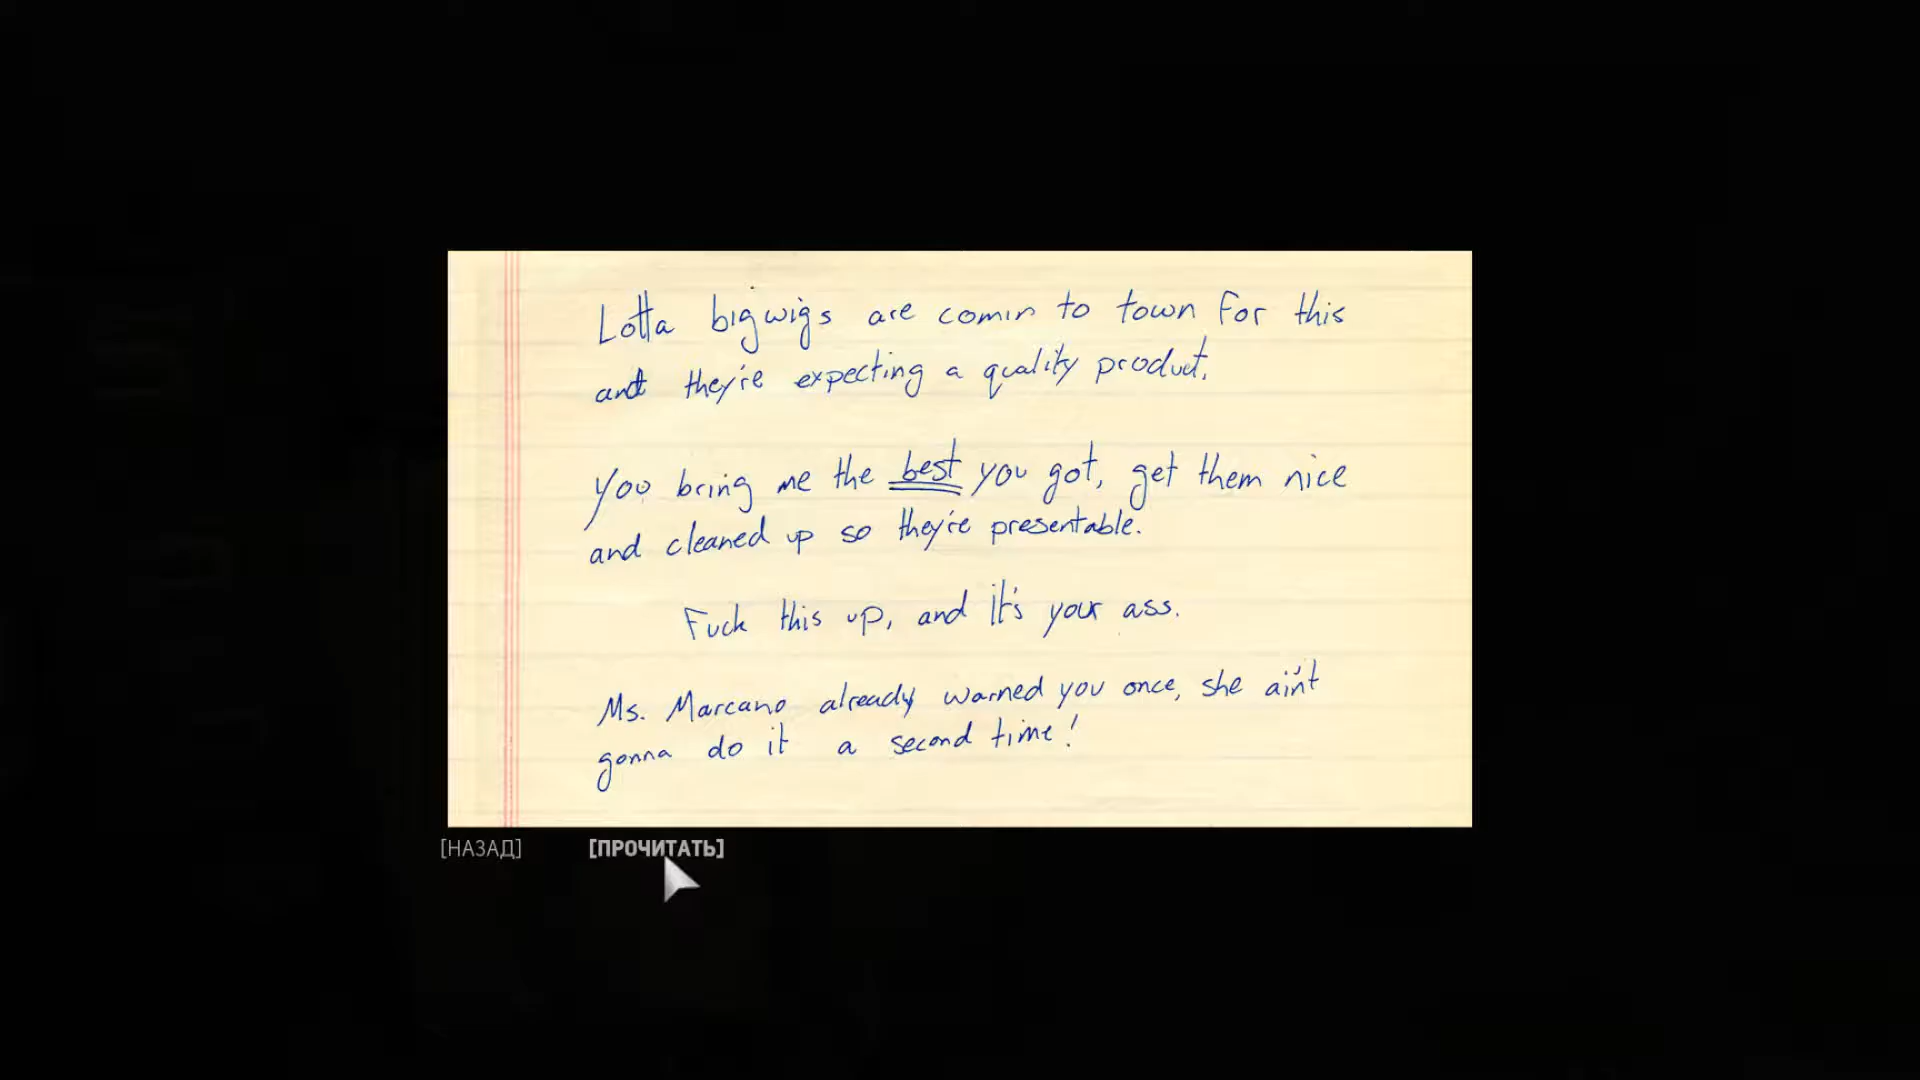 Lotta bigwigs are comin to town for this
and they're expecting a quality product.
You bring me the best you got, get them nice
and cleaned up so they're presentable.
Fuck this up, and it's your ass.
Ms. Marcano already warned you once, she ain't
gonna do it a second time!
[НАЗАД] [ПРОЧИТАТЬ]